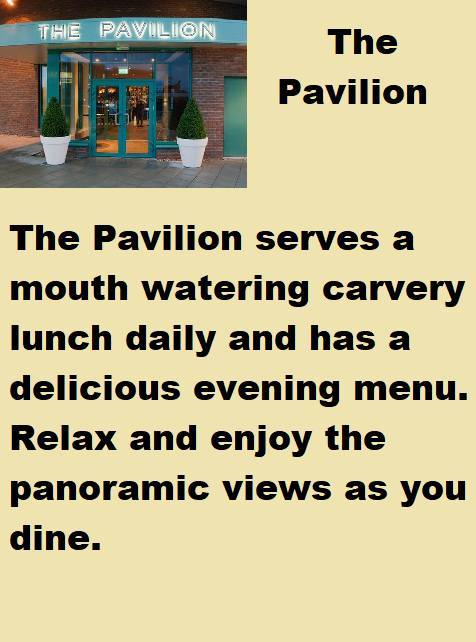 THE PAVILION
The
Pavilion
The Pavilion serves a
mouth watering carvery
lunch daily and has a
delicious evening menu.
Relax and enjoy the
panoramic views as you
dine.